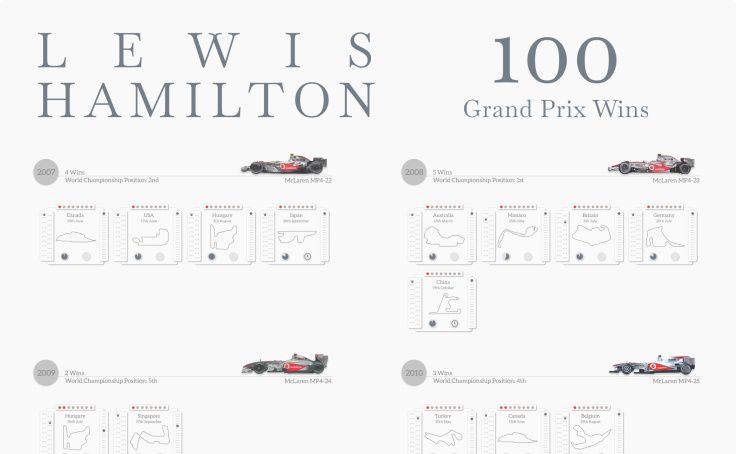 LEWIS
HAMILTON
100
Grand Prix Wins
2007
4 Wins
World Championship Position: 2nd
McLaren MP4-22
Canada
10th June
USA
17th June
Hungary
5th August
Japan
30th September
2008
5 Wins
World Championship Position: 1st
McLaren MP4-23
Australia
16th March
Monaco
25th May
Britain
6th July
Germany
20th July
China
19th October
2009
2 Wins
World Championship Position: 5th
McLaren MP4-24
Hungary
26th July
Singapore
27th September
2010
3 Wins
World Championship Position: 4th
McLaren MP4-25
Turkey
30th May
Canada
13th June
Belgium
29th August